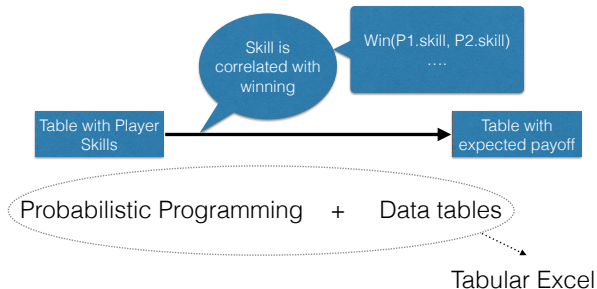 Skill is
correlated with
winning
Win(P1.skill, P2.skill)
....
Table with Player
Skills
Table with
expected payoff
Probabilistic Programming + Data tables
Tabular Excel